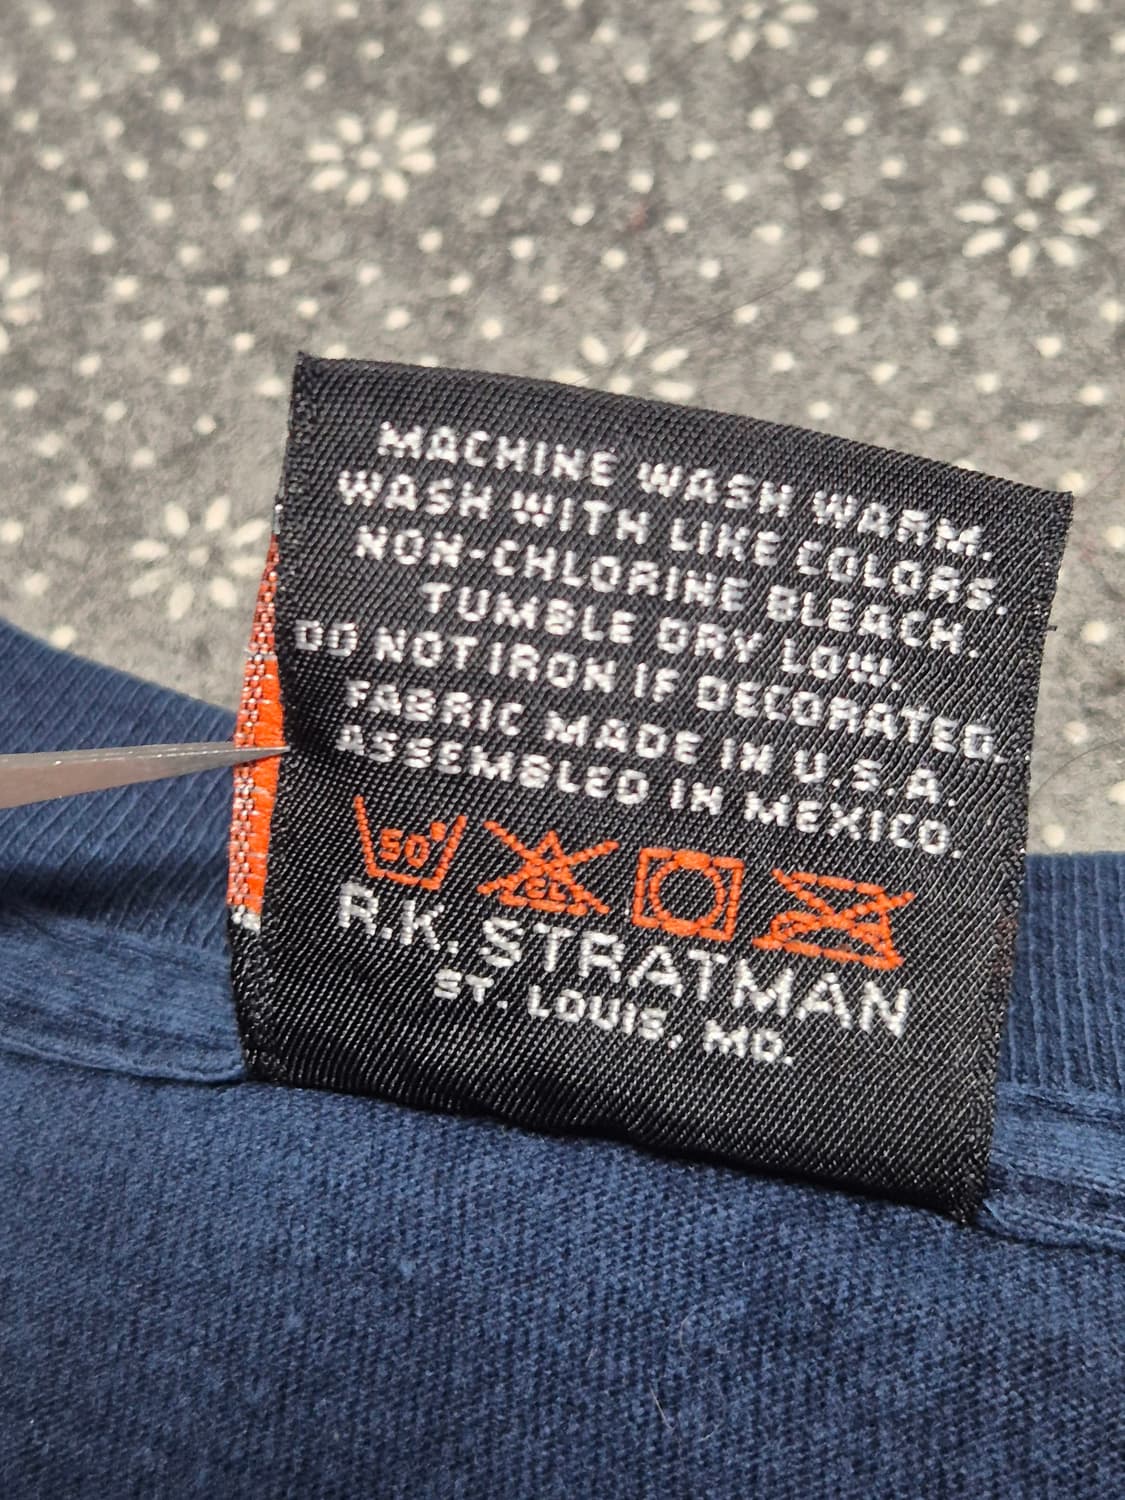 MACHINE WASH WARM.
WASH WITH LIKE COLORS.
NON-CHLORINE BLEACH.
TUMBLE DRY LOW.
DO NOT IRON IF DECORATED.
FABRIC MADE IN U.S.A.
ASSEMBLED IN MEXICO.
50° CL
R.K. STRATMAN
ST. LOUIS, MO.